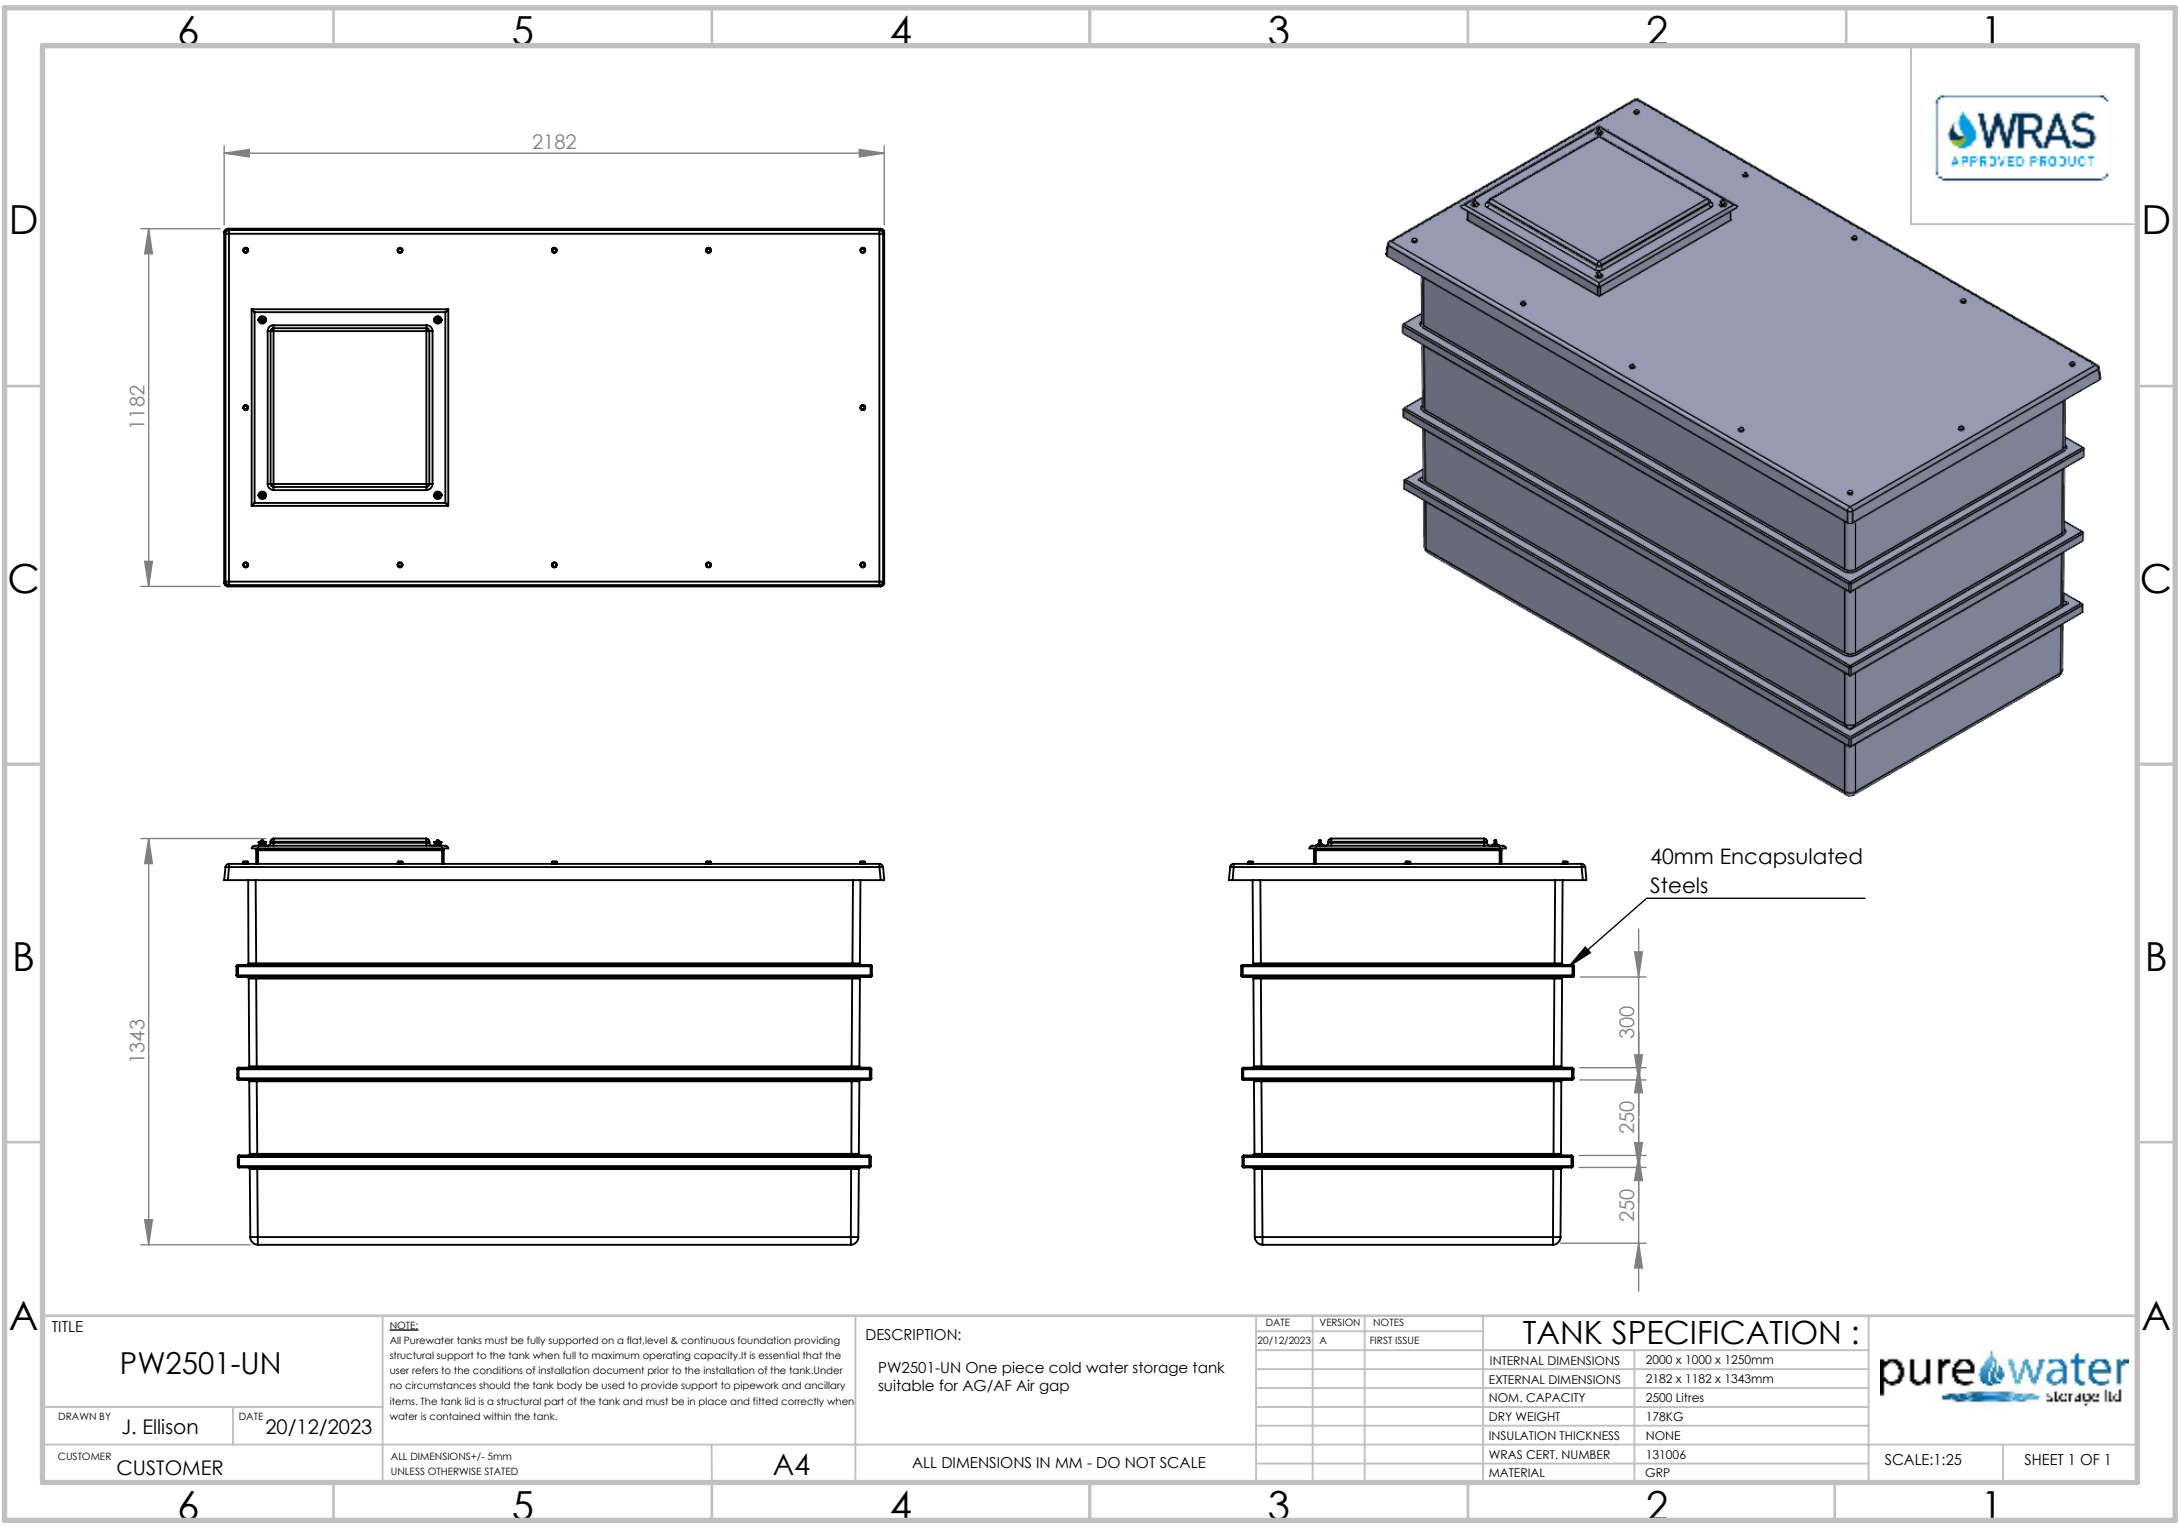 6 5 4 3 2 1
D D
C C
B B
A A
2182
1182
WRAS
APPROVED PRODUCT
1343
40mm Encapsulated
Steels
300
250
250
TITLE
PW2501-UN
DRAWN BY J. Ellison
DATE 20/12/2023
CUSTOMER CUSTOMER
NOTE:
All Purewater tanks must be fully supported on a flat,level & continuous foundation providing
structural support to the tank when full to maximum operating capacity.It is essential that the
user refers to the conditions of installation document prior to the installation of the tank.Under
no circumstances should the tank body be used to provide support to pipework and ancillary
items. The tank lid is a structural part of the tank and must be in place and fitted correctly when
water is contained within the tank.
ALL DIMENSIONS+/- 5mm
UNLESS OTHERWISE STATED
A4
DESCRIPTION:
PW2501-UN One piece cold water storage tank
suitable for AG/AF Air gap
ALL DIMENSIONS IN MM - DO NOT SCALE
DATE VERSION NOTES
20/12/2023 A FIRST ISSUE
TANK SPECIFICATION :
INTERNAL DIMENSIONS 2000 x 1000 x 1250mm
EXTERNAL DIMENSIONS 2182 x 1182 x 1343mm
NOM. CAPACITY 2500 Litres
DRY WEIGHT 178KG
INSULATION THICKNESS NONE
WRAS CERT. NUMBER 131006
MATERIAL GRP
pure water
storage ltd
SCALE:1:25
SHEET 1 OF 1
6 5 4 3 2 1